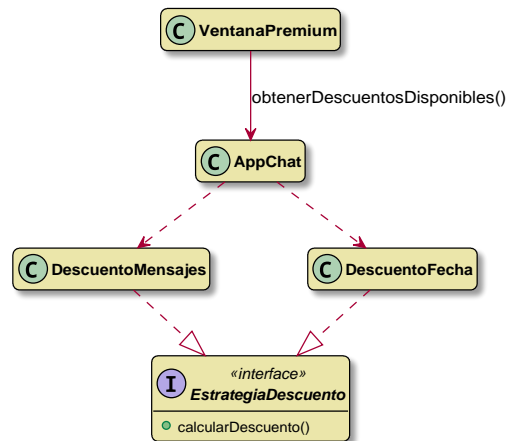 C VentanaPremium
obtenerDescuentosDisponibles()
C AppChat
C DescuentoMensajes
C DescuentoFecha
«interface»
I EstrategiaDescuento
calcularDescuento()